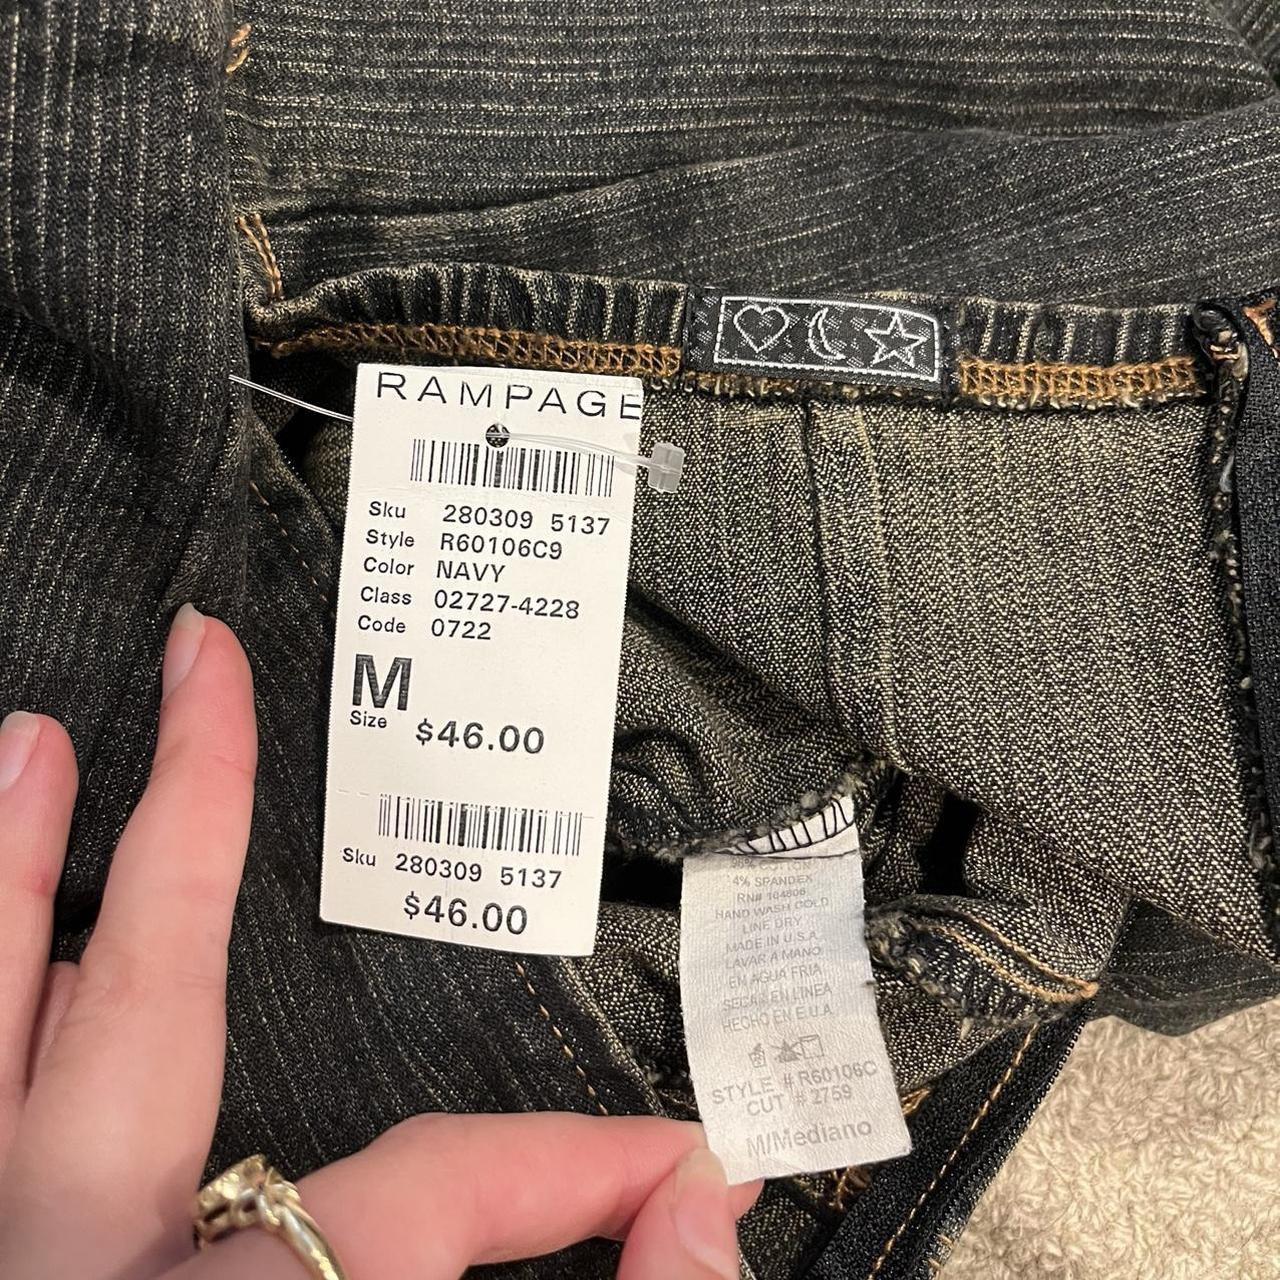 RAMPAGE
Sku 280309 5137
Style R60106C9
Color NAVY
Class 02727-4228
Code 0722
M
Size $46.00
Sku 280309 5137
$46.00
4% SPANDEX
RN# 104806
HAND WASH COLD
LINE DRY
MADE IN U.S.A.
LAVAR A MANO
EN AGUA FRIA
SECAR EN LINEA
HECHO EN E.U.A.
STYLE # R60106C
CUT # 2759
M/Mediano